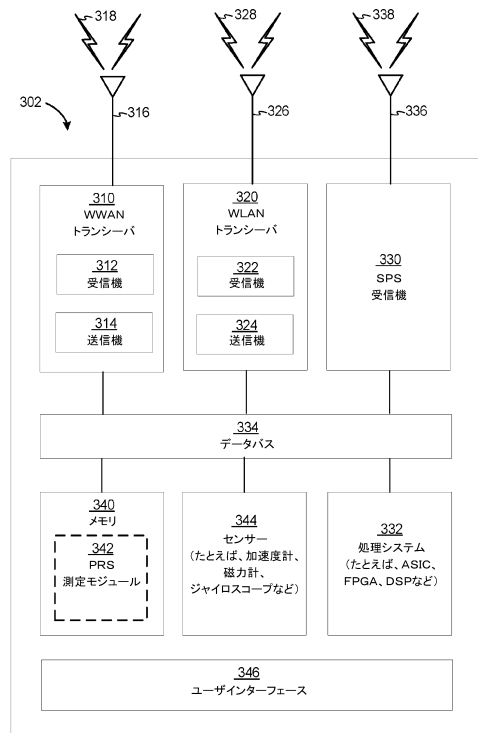 318
328
338
302
316
326
336
310
WWAN
トランシーバ
312
受信機
314
送信機
320
WLAN
トランシーバ
322
受信機
324
送信機
330
SPS
受信機
334
データバス
340
メモリ
342
PRS
測定モジュール
344
センサー
(たとえば、加速度計、
磁力計、
ジャイロスコープなど)
332
処理システム
(たとえば、ASIC、
FPGA、DSPなど)
346
ユーザインターフェース